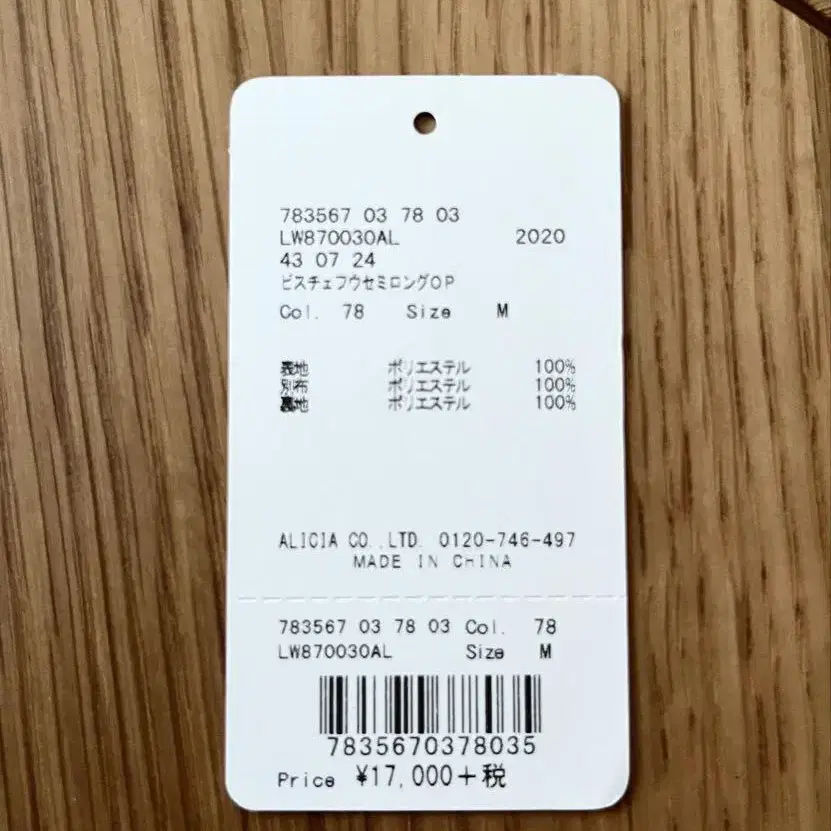 783567 03 78 03
LW870030AL 2020
43 07 24
ビスチェフウセミロングOP
Col. 78 Size M
表地 ポリエステル 100%
別布 ポリエステル 100%
裏地 ポリエステル 100%
ALICIA CO.,LTD. 0120-746-497
MADE IN CHINA
783567 03 78 03 Col. 78
LW870030AL Size M
7835670378035
Price ¥17,000+税